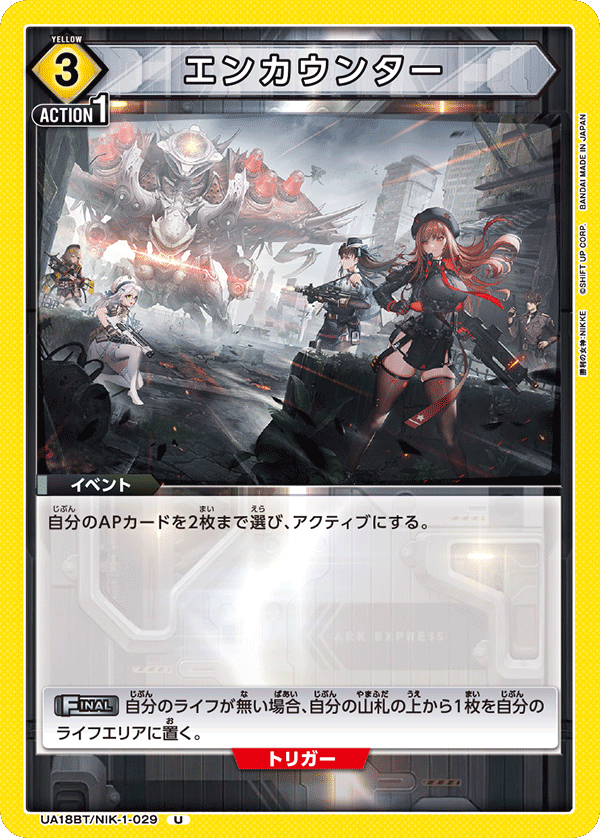 YELLOW
3
エンカウンター
ACTION 1
BANDAI MADE IN JAPAN
©SHIFT UP CORP.
勝利の女神:NIKKE
イベント
自分のAPカードを2枚まで選び、アクティブにする。
ARK EXPRESS
FINAL 自分のライフが無い場合、自分の山札の上から1枚を自分の
ライフエリアに置く。
トリガー
UA18BT/NIK-1-029 U